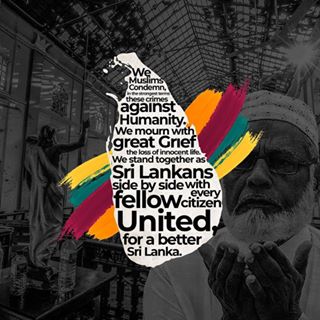 We
Muslims
Condemn,
in the strongest terms
these crimes
against
Humanity.
We mourn with
great Grief
the loss of innocent life.
We stand together as
Sri Lankans
side by side with
every
fellow citizen
United.
for a better
Sri Lanka.